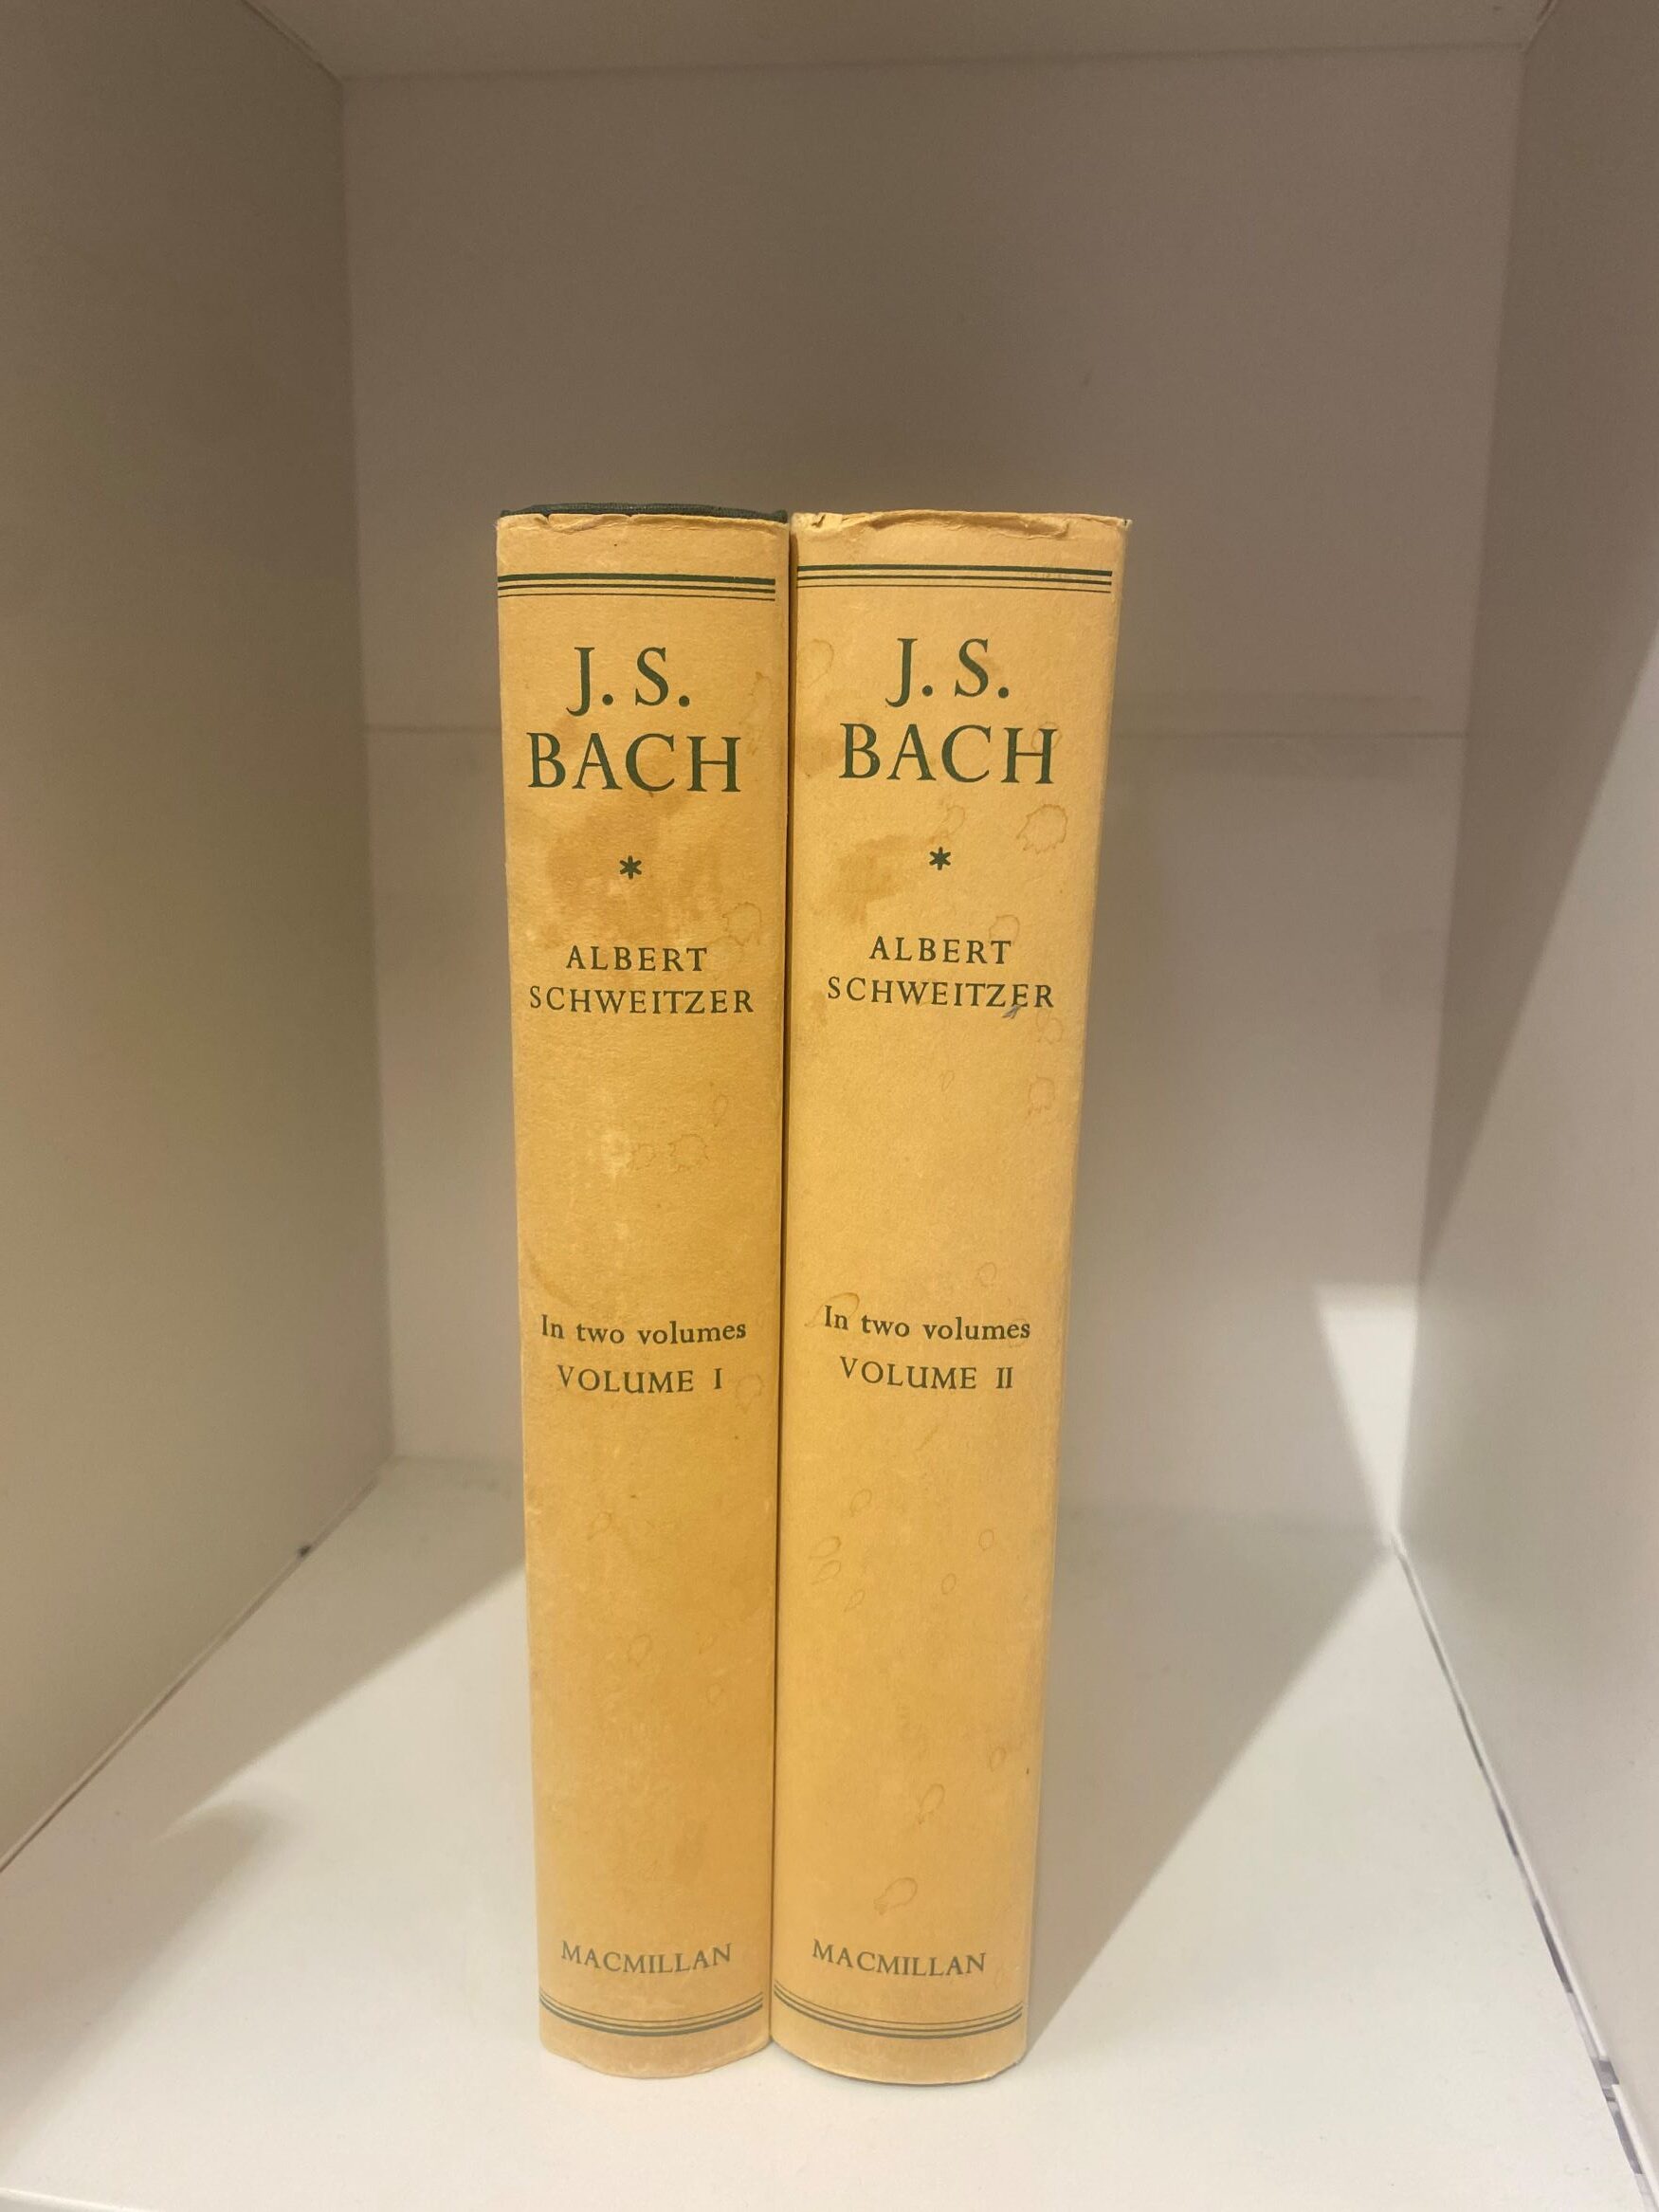 J. S.
BACH
*
ALBERT
SCHWEITZER
In two volumes
VOLUME I
MACMILLAN
J. S.
BACH
*
ALBERT
SCHWEITZER
In two volumes
VOLUME II
MACMILLAN